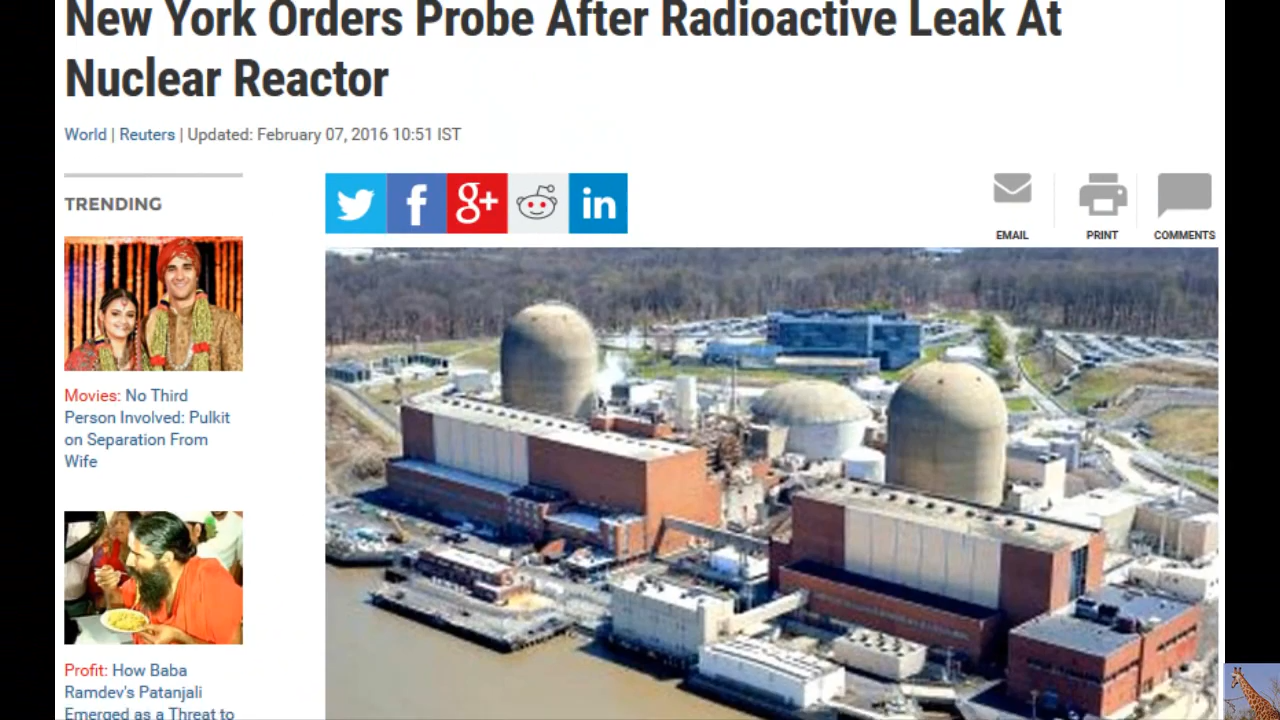 New York Orders Probe After Radioactive Leak At
Nuclear Reactor
World | Reuters | Updated: February 07, 2016 10:51 IST
TRENDING
f
g+
in
EMAIL
PRINT
COMMENTS
Movies: No Third
Person Involved: Pulkit
on Separation From
Wife
Profit: How Baba
Ramdev's Patanjali
Emerged as a Threat to